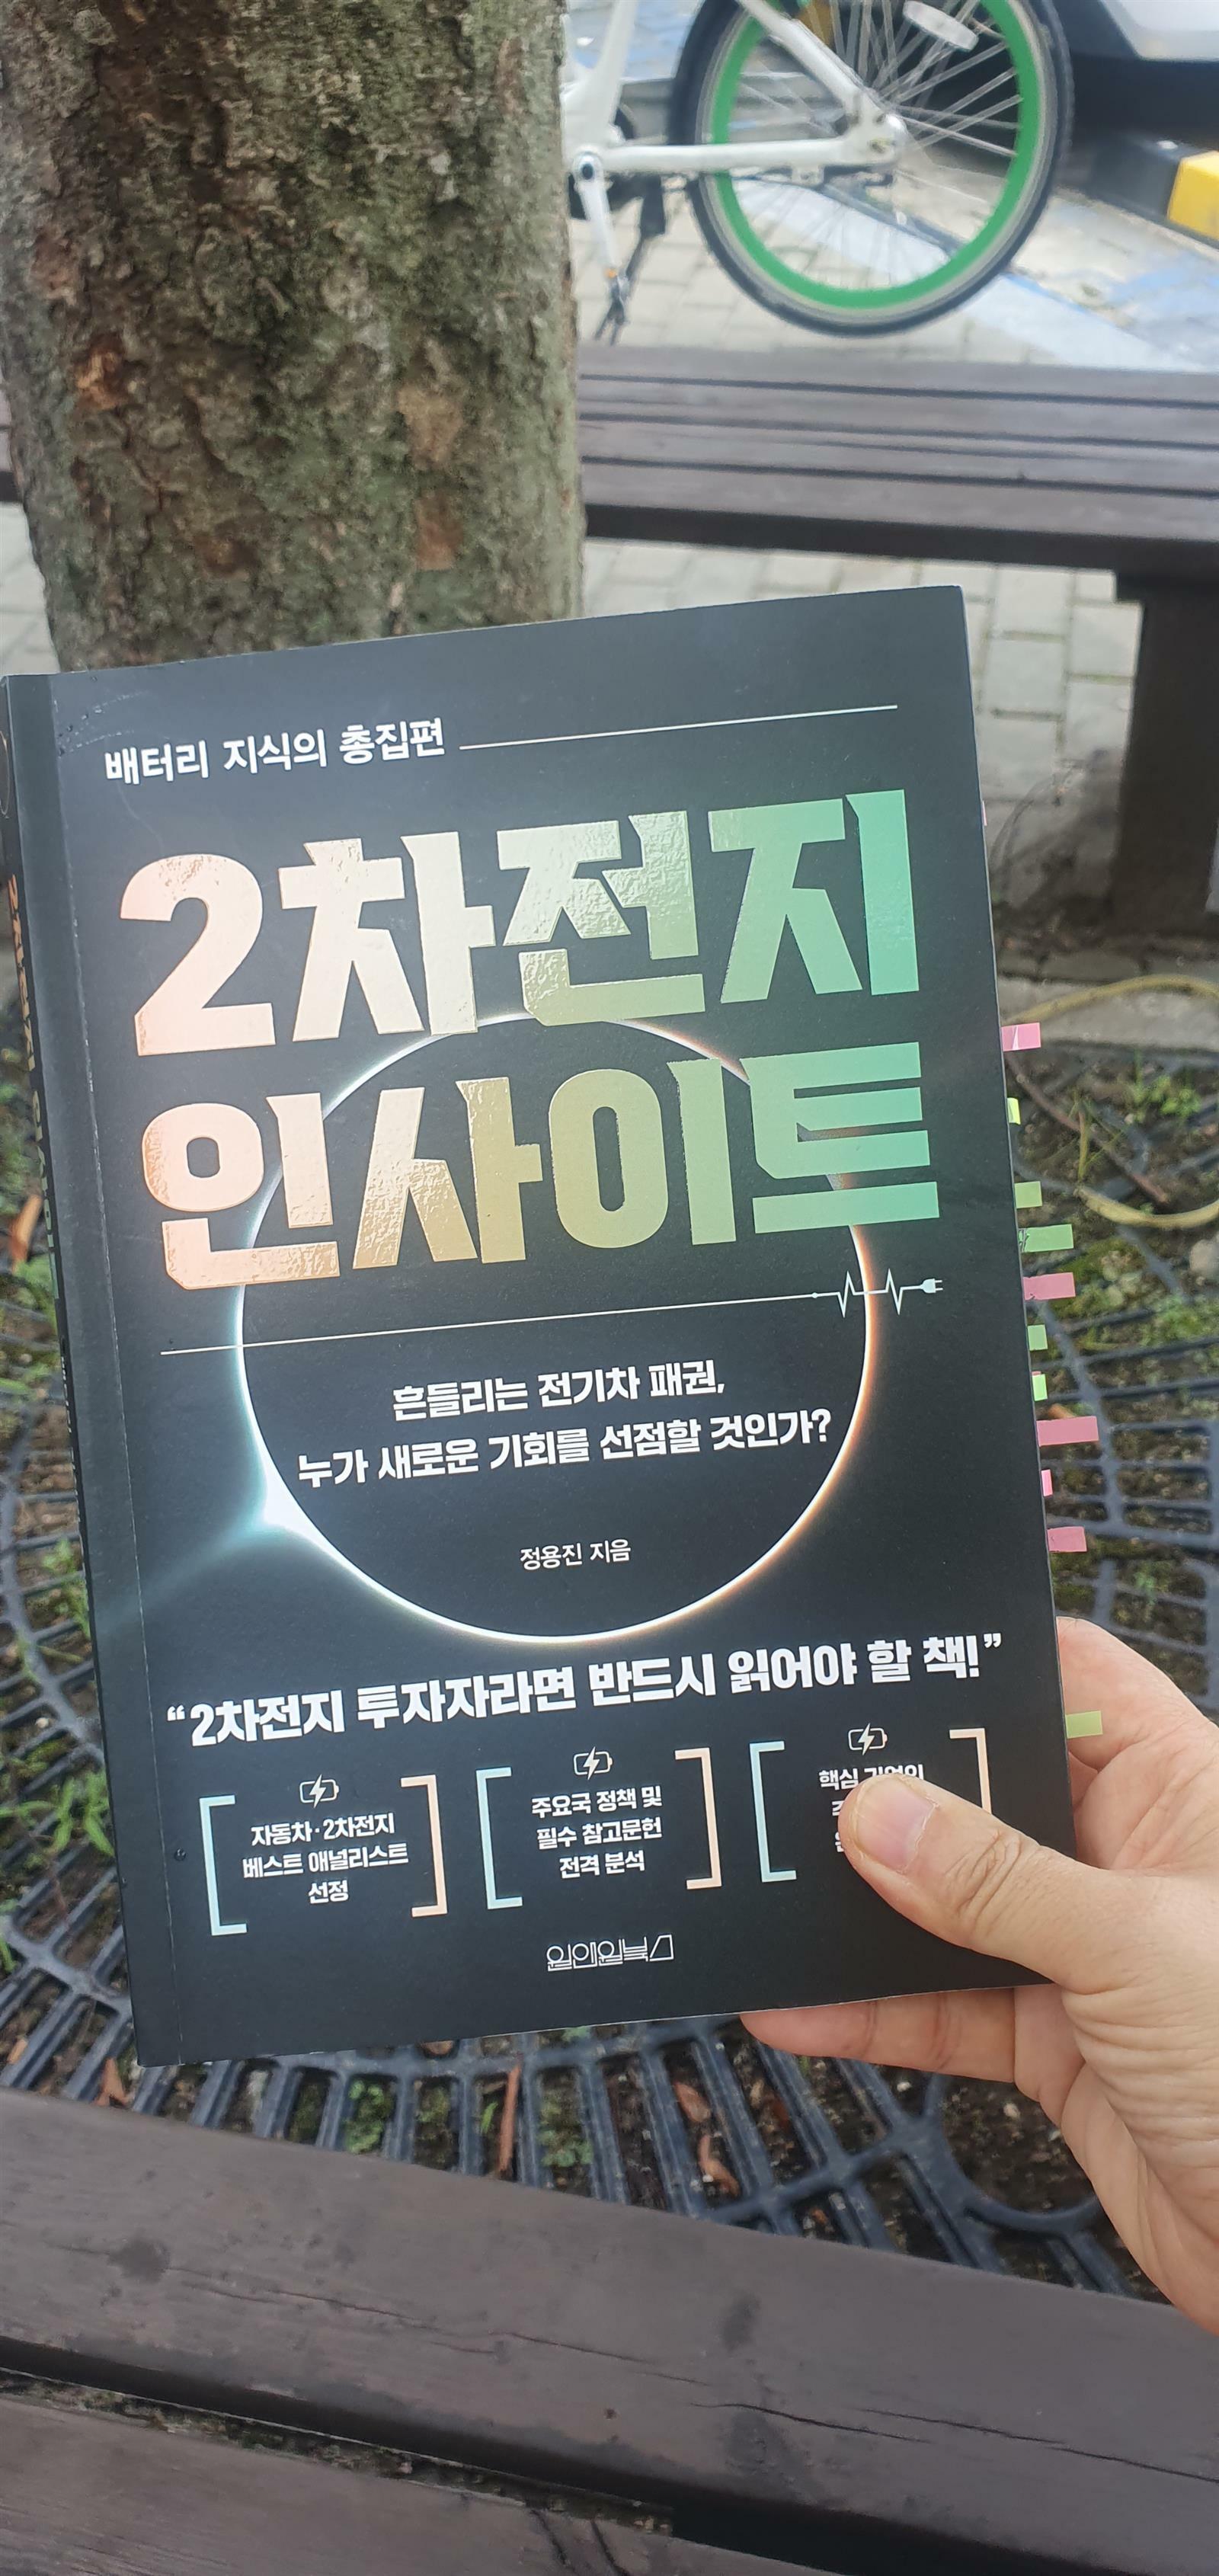 배터리 지식의 총집편
2차전지
인사이트
흔들리는 전기차 패권,
누가 새로운 기회를 선점할 것인가?
정용진 지음
“2차전지 투자자라면 반드시 읽어야 할 책!”
자동차·2차전지
베스트 애널리스트
선정
주요국 정책 및
필수 참고문헌
전격 분석
핵심
원앤원북스